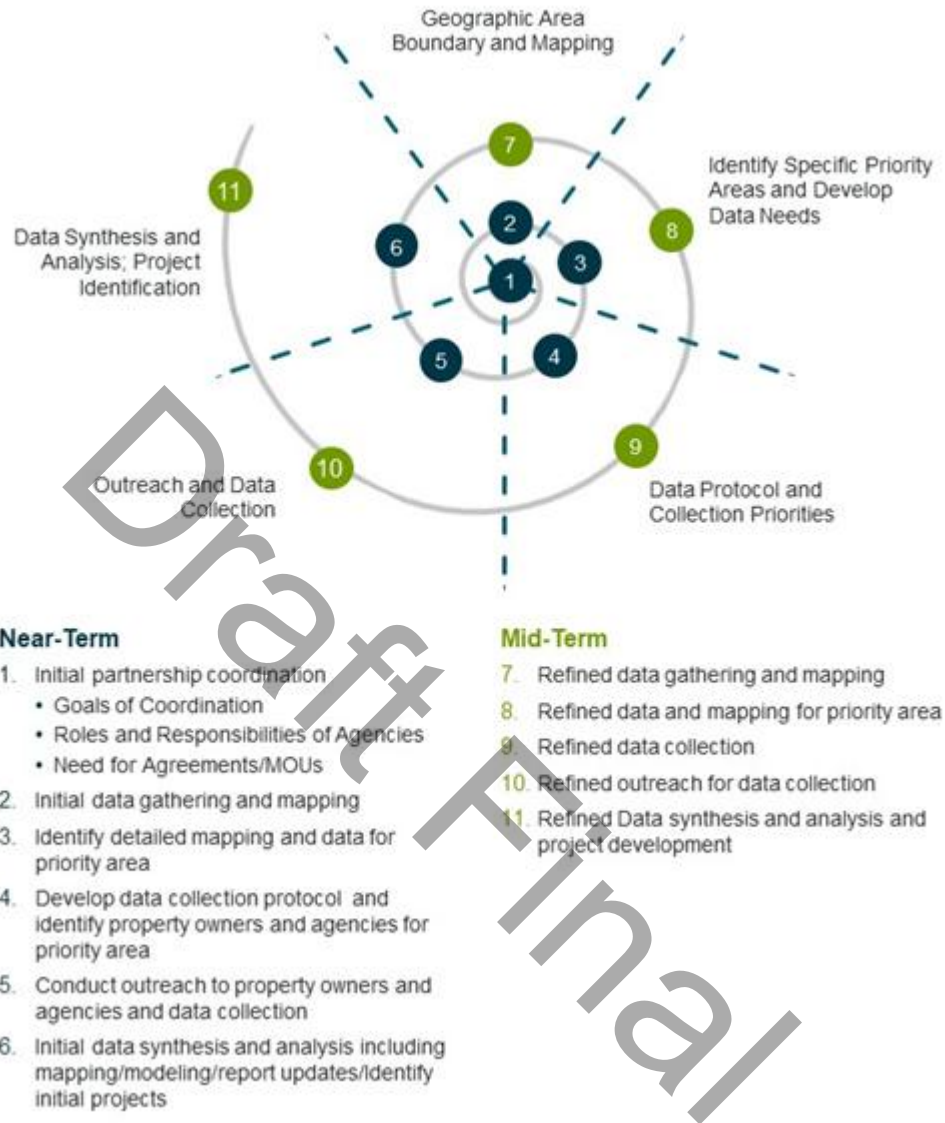 Geographic Area
Boundary and Mapping
7
Identify Specific Priority
Areas and Develop
Data Needs
11
8
2
6
3
Data Synthesis and
Analysis; Project
Identification
1
5
4
9
10
Outreach and Data
Collection
Data Protocol and
Collection Priorities
Near-Term
1. Initial partnership coordination
• Goals of Coordination
• Roles and Responsibilities of Agencies
• Need for Agreements/MOUs
2. Initial data gathering and mapping
3. Identify detailed mapping and data for
priority area
4. Develop data collection protocol and
identify property owners and agencies for
priority area
5. Conduct outreach to property owners and
agencies and data collection
6. Initial data synthesis and analysis including
mapping/modeling/report updates/Identify
initial projects
Mid-Term
7. Refined data gathering and mapping
8. Refined data and mapping for priority area
9. Refined data collection
10. Refined outreach for data collection
11. Refined Data synthesis and analysis and
project development
Draft Final